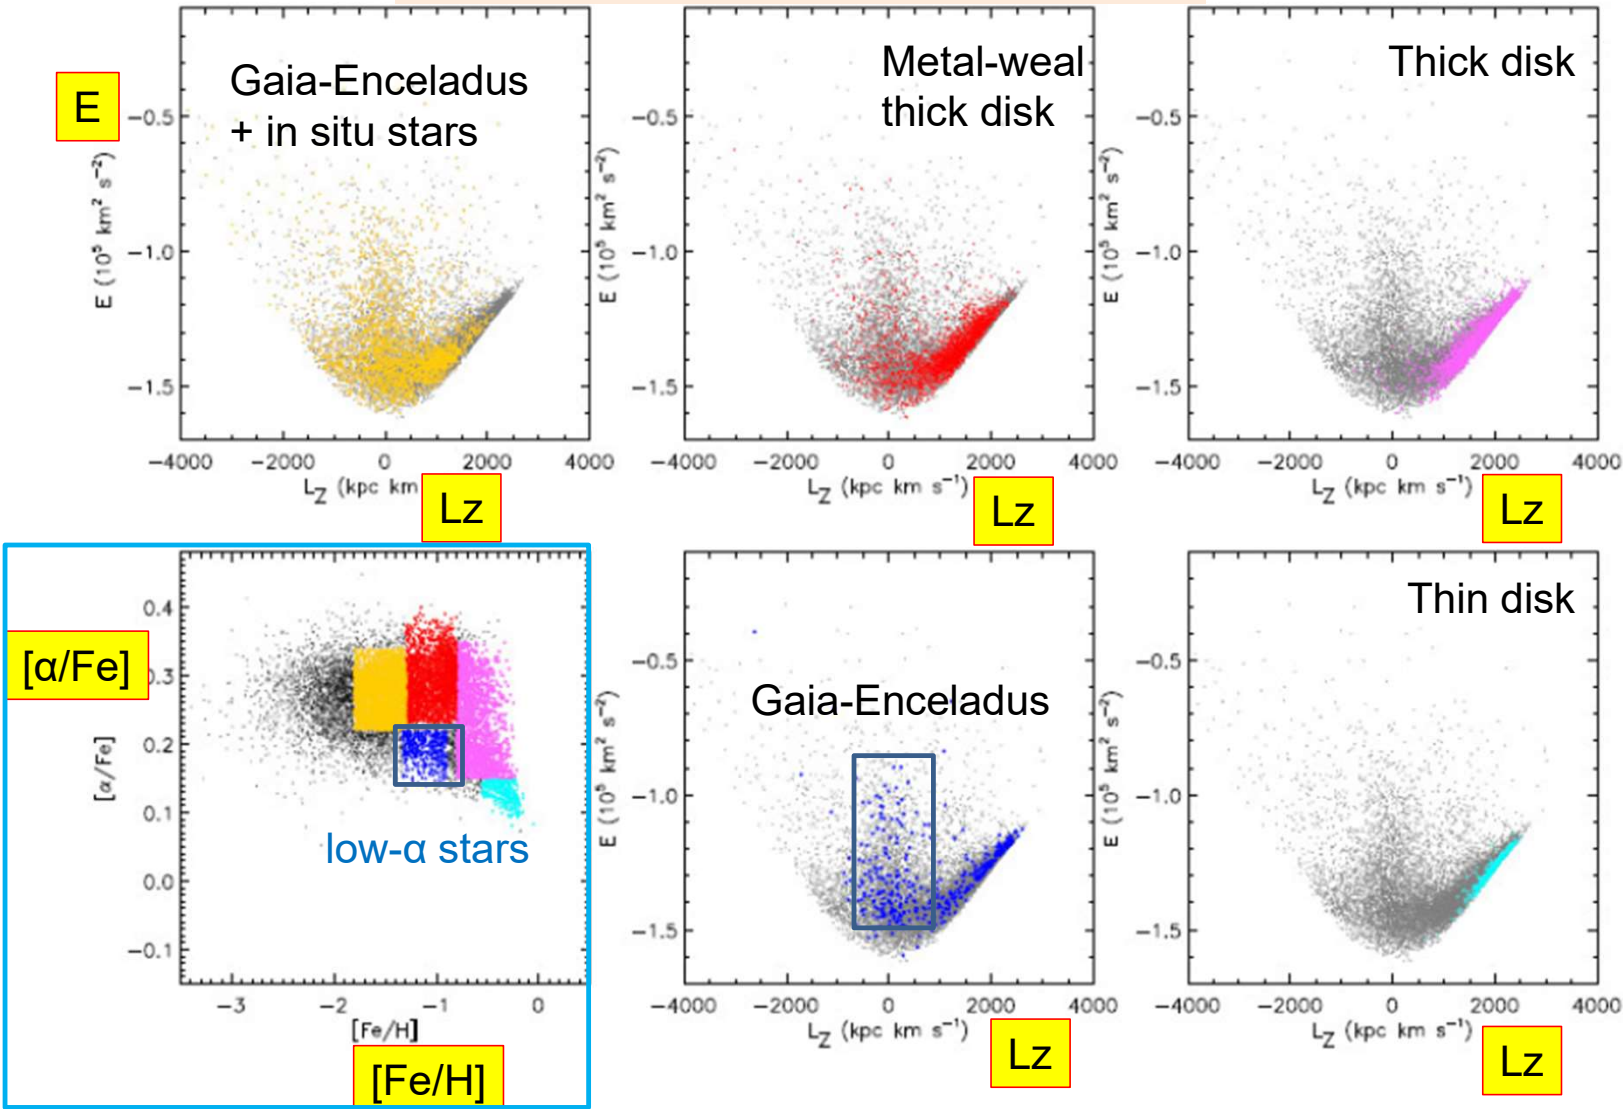 E
Gaia-Enceladus
+ in situ stars
−0.5
−1.0
−1.5
E (10⁵ km² s⁻²)
−4000 −2000 0 2000 4000
L_Z (kpc km
Lz
Metal-weal
thick disk
−0.5
−1.0
−1.5
E (10⁵ km² s⁻²)
−4000 −2000 0 2000 4000
L_Z (kpc km s⁻¹)
Lz
Thick disk
−0.5
−1.0
−1.5
E (10⁵ km² s⁻²)
−4000 −2000 0 2000 4000
L_Z (kpc km s⁻¹)
Lz
[α/Fe]
0.4
0.3
0.2
0.1
0.0
−0.1
[α/Fe]
low-α stars
−3 −2 −1 0
[Fe/H]
[Fe/H]
Gaia-Enceladus
−0.5
−1.0
−1.5
E (10⁵ km² s⁻²)
−4000 −2000 0 2000 4000
L_Z (kpc km s⁻¹)
Lz
Thin disk
−0.5
−1.0
−1.5
E (10⁵ km² s⁻²)
−4000 −2000 0 2000 4000
L_Z (kpc km s⁻¹)
Lz